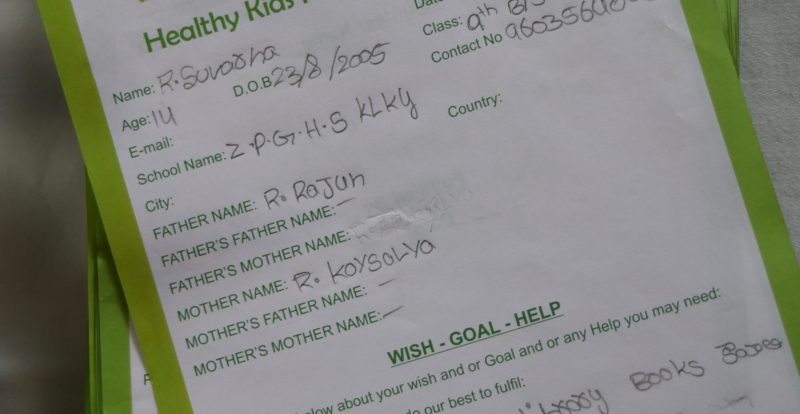 Healthy Kids
Class: 9th B
Name: R. Suvarna D.O.B 23/8/2005 Contact No
Age: 14
E-mail:
School Name: Z.P.G.H.S KLKY Country:
City:
FATHER NAME: R. Rajun
FATHER'S FATHER NAME: —
FATHER'S MOTHER NAME:
MOTHER NAME: R. Koysalya
MOTHER'S FATHER NAME: —
MOTHER'S MOTHER NAME: —
WISH - GOAL - HELP
about your wish and or Goal and or any Help you may need:
our best to fulfil:
Books